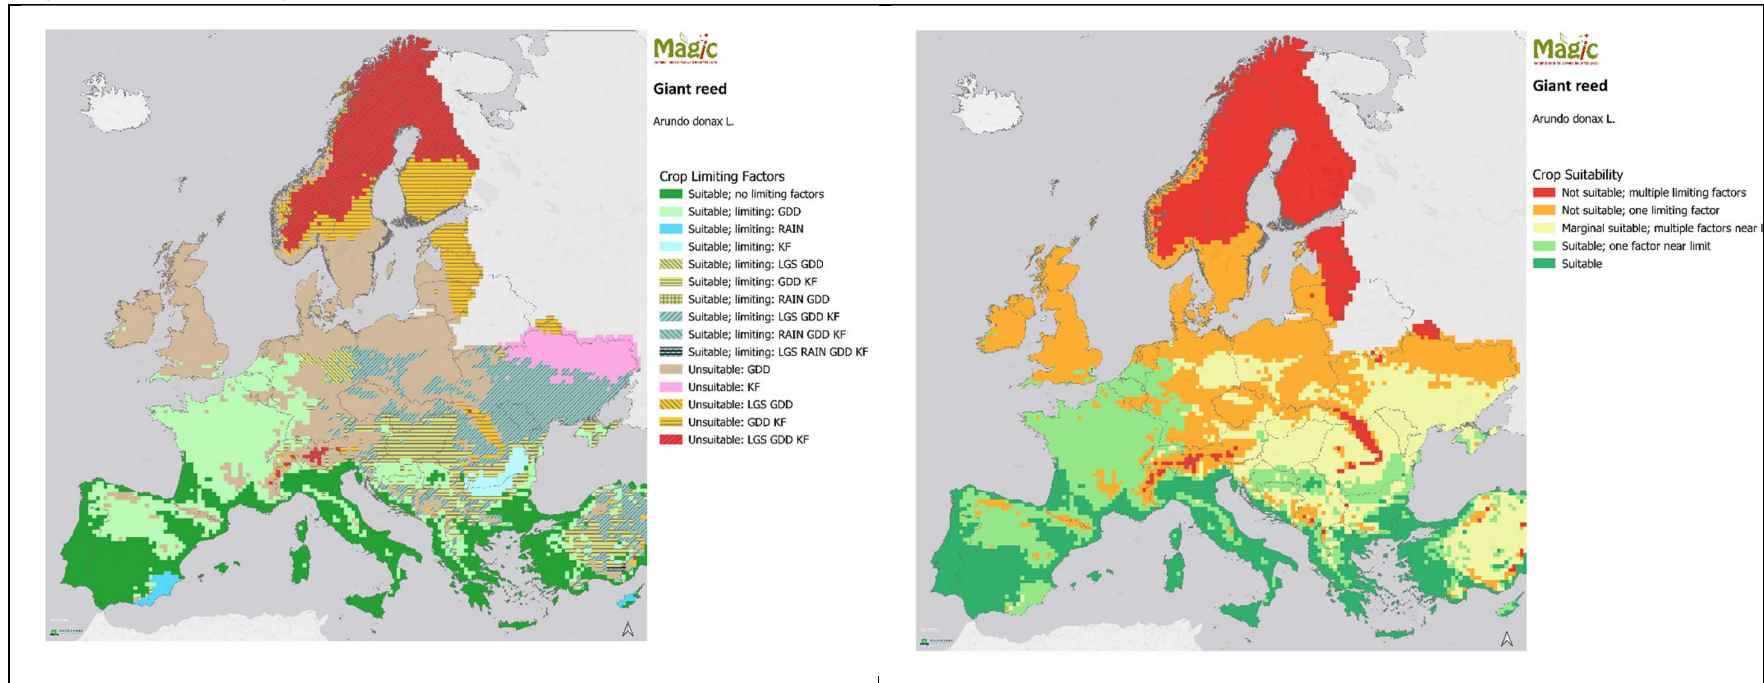 Magic
Giant reed
Arundo donax L.
Crop Limiting Factors
Suitable; no limiting factors
Suitable; limiting: GDD
Suitable; limiting: RAIN
Suitable; limiting: KF
Suitable; limiting: LGS GDD
Suitable; limiting: GDD KF
Suitable; limiting: RAIN GDD
Suitable; limiting: LGS GDD KF
Suitable; limiting: RAIN GDD KF
Suitable; limiting: LGS RAIN GDD KF
Unsuitable: GDD
Unsuitable: KF
Unsuitable: LGS GDD
Unsuitable: GDD KF
Unsuitable: LGS GDD KF
Magic
Giant reed
Arundo donax L.
Crop Suitability
Not suitable; multiple limiting factors
Not suitable; one limiting factor
Marginal suitable; multiple factors near
Suitable; one factor near limit
Suitable